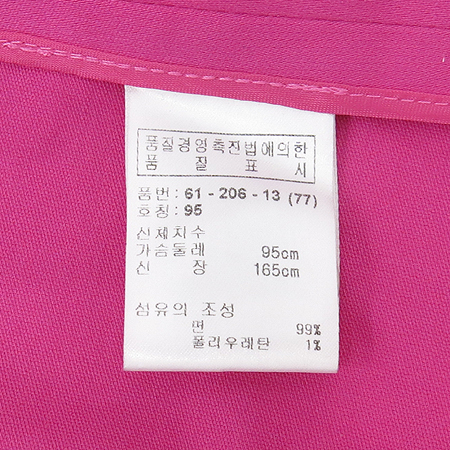 품질경영촉진법에의한
품 질 표 시
품번: 61-206-13 (77)
호칭: 95
신체치수
가슴둘레 95cm
신 장 165cm
섬유의 조성
면 99%
폴리우레탄 1%